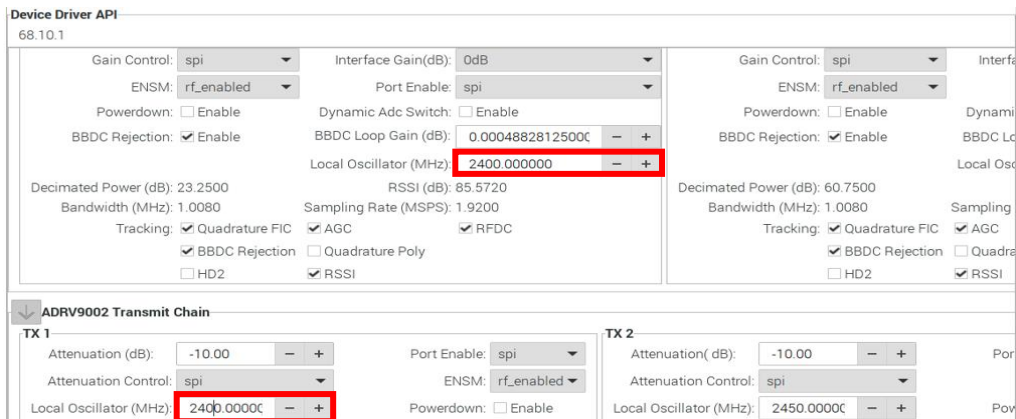 Device Driver API
68.10.1
Gain Control: spi Interface Gain(dB): 0dB Gain Control: spi Interfa
ENSM: rf_enabled Port Enable: spi ENSM: rf_enabled
Powerdown: Enable Dynamic Adc Switch: Enable Powerdown: Enable Dynami
BBDC Rejection: Enable BBDC Loop Gain (dB): 0.00048828125000 - + BBDC Rejection: Enable BBDC Lo
Local Oscillator (MHz): 2400.000000 - + Local Osc
Decimated Power (dB): 23.2500 RSSI (dB): 85.5720 Decimated Power (dB): 60.7500
Bandwidth (MHz): 1.0080 Sampling Rate (MSPS): 1.9200 Bandwidth (MHz): 1.0080 Sampling
Tracking: Quadrature FIC AGC RFDC Tracking: Quadrature FIC AGC
BBDC Rejection Quadrature Poly BBDC Rejection Quadra
HD2 RSSI HD2 RSSI
ADRV9002 Transmit Chain
TX 1 TX 2
Attenuation (dB): -10.00 - + Port Enable: spi Attenuation( dB): -10.00 - + Por
Attenuation Control: spi ENSM: rf_enabled Attenuation Control: spi
Local Oscillator (MHz): 2400.00000 - + Powerdown: Enable Local Oscillator (MHz): 2450.00000 - + Pow